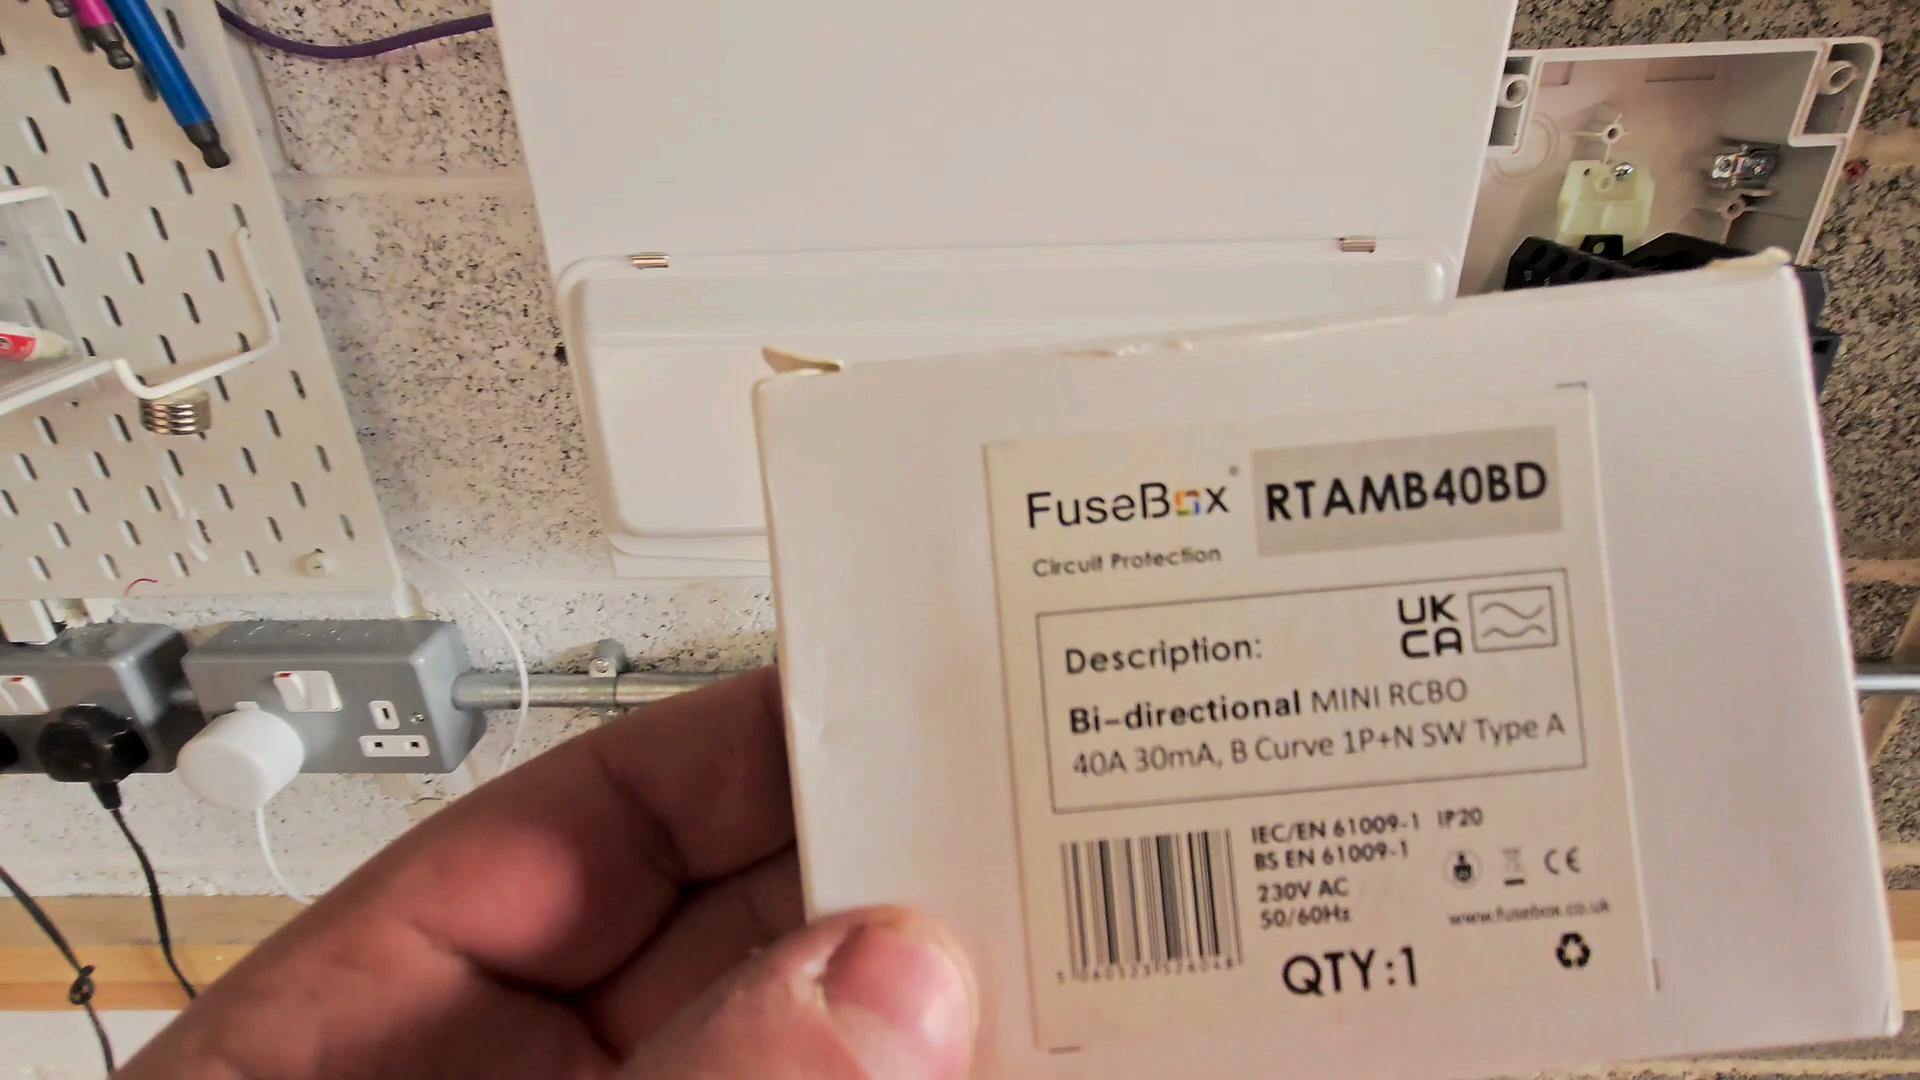 FuseBox®
RTAMB40BD
Circuit Protection
UK
CA
Description:
Bi-directional MINI RCBO
40A 30mA, B Curve 1P+N SW Type A
IEC/EN 61009-1 IP20
BS EN 61009-1
230V AC
50/60Hz
CE
www.fusebox.co.uk
QTY:1